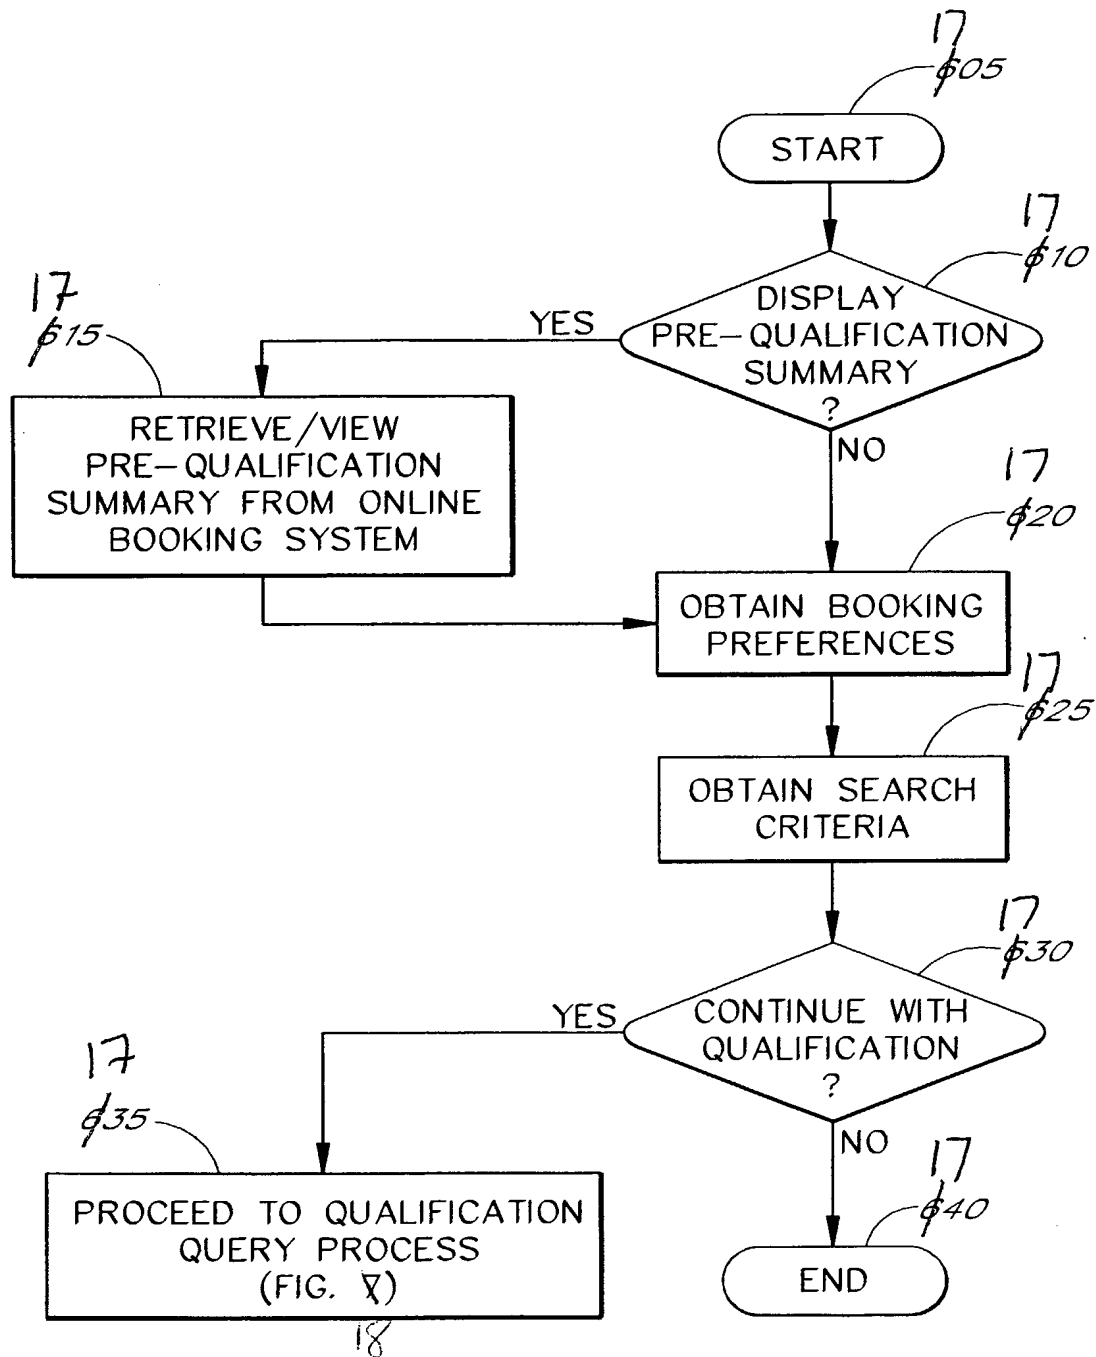 17
605
START
17
610
DISPLAY
PRE-QUALIFICATION
SUMMARY
?
YES
NO
17
615
RETRIEVE/VIEW
PRE-QUALIFICATION
SUMMARY FROM ONLINE
BOOKING SYSTEM
17
620
OBTAIN BOOKING
PREFERENCES
17
625
OBTAIN SEARCH
CRITERIA
17
630
CONTINUE WITH
QUALIFICATION
?
YES
NO
17
635
PROCEED TO QUALIFICATION
QUERY PROCESS
(FIG. 7)
18
17
640
END